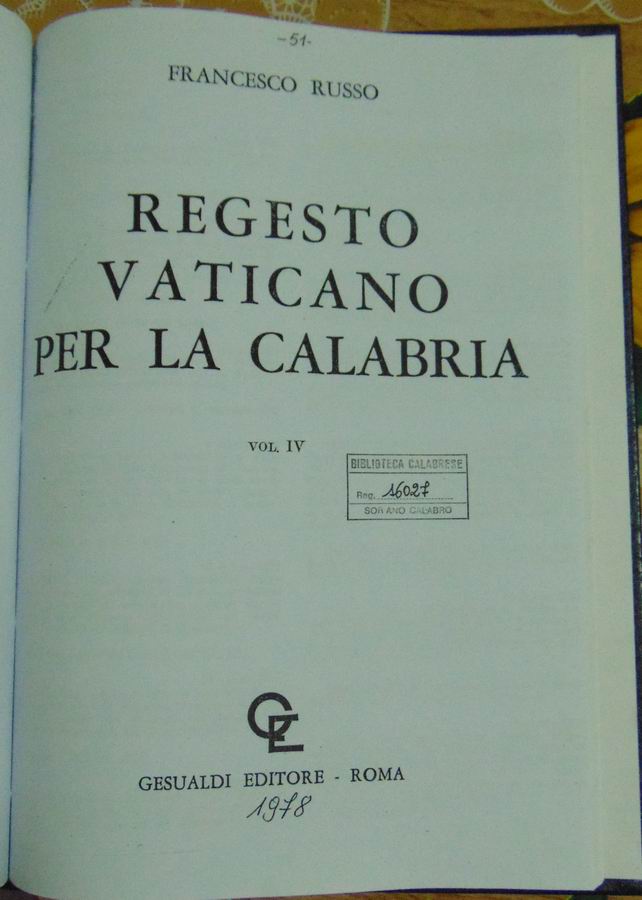 -51-
FRANCESCO RUSSO
REGESTO
VATICANO
PER LA CALABRIA
VOL. IV
BIBLIOTECA CALABRESE
Reg. 16027
SORIANO CALABRO
GE
GESUALDI EDITORE - ROMA
1978